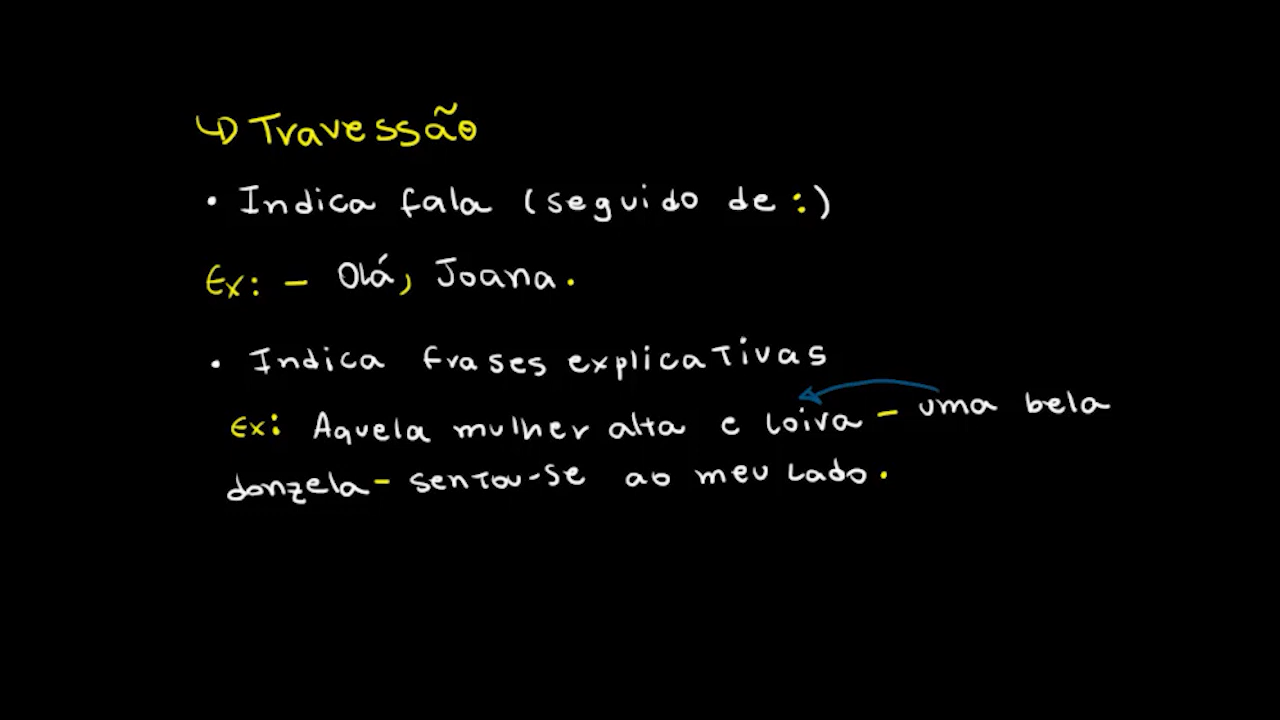 ↳ Travessão
• Indica fala (seguido de :)
Ex: – Olá, Joana.
• Indica frases explicativas
Ex: Aquela mulher alta e loira – uma bela
donzela – sentou-se ao meu lado.